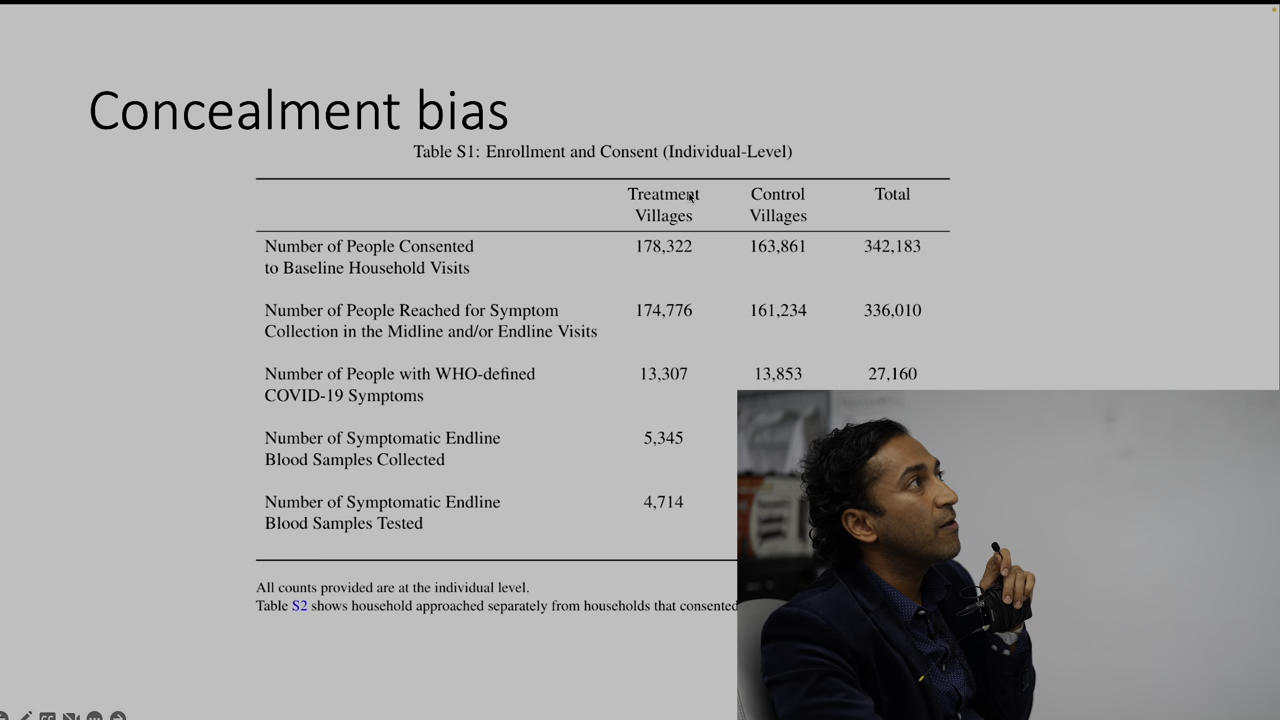 Concealment bias
Table S1: Enrollment and Consent (Individual-Level)
Treatment Control Total
Villages Villages
Number of People Consented 178,322 163,861 342,183
to Baseline Household Visits
Number of People Reached for Symptom 174,776 161,234 336,010
Collection in the Midline and/or Endline Visits
Number of People with WHO-defined 13,307 13,853 27,160
COVID-19 Symptoms
Number of Symptomatic Endline 5,345
Blood Samples Collected
Number of Symptomatic Endline 4,714
Blood Samples Tested
All counts provided are at the individual level.
Table S2 shows household approached separately from households that consented